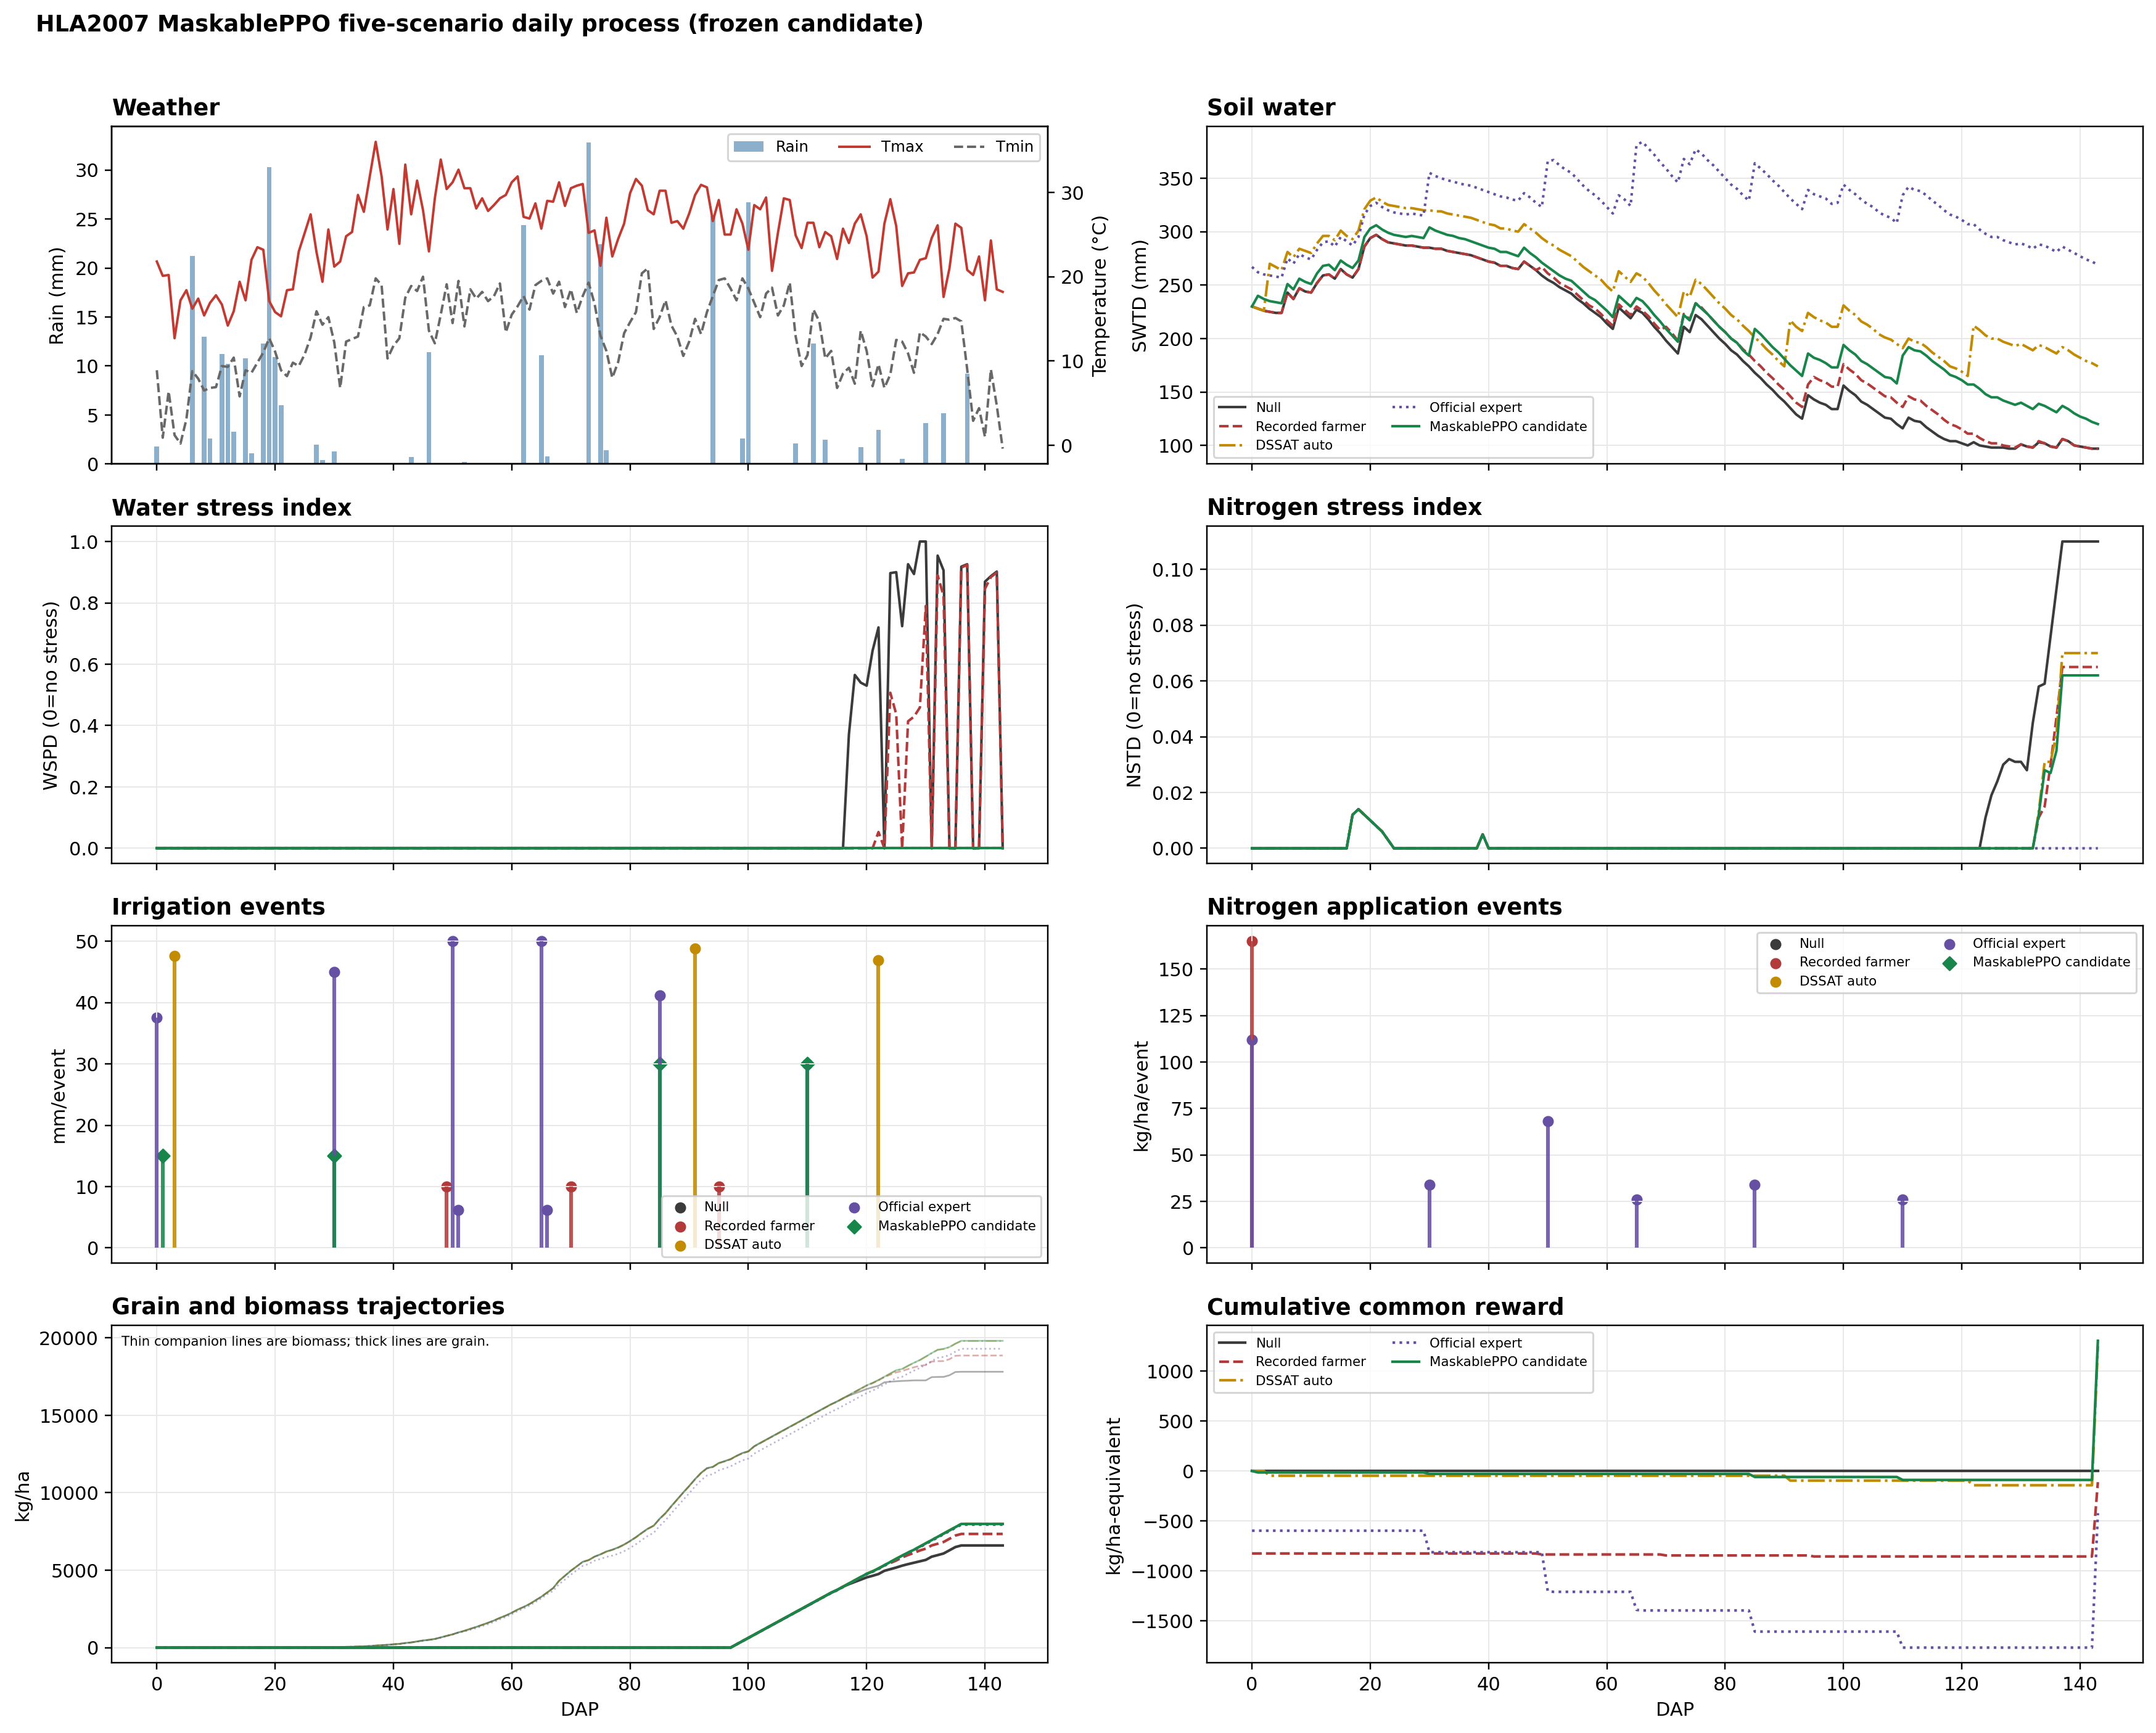 HLA2007 MaskablePPO five-scenario daily process (frozen candidate)
Weather
Rain
Tmax
Tmin
Rain (mm)
30
25
20
15
10
5
0
Temperature (°C)
30
20
10
0
Soil water
SWTD (mm)
350
300
250
200
150
100
Null
Recorded farmer
DSSAT auto
Official expert
MaskablePPO candidate
Water stress index
WSPD (0=no stress)
1.0
0.8
0.6
0.4
0.2
0.0
Nitrogen stress index
NSTD (0=no stress)
0.10
0.08
0.06
0.04
0.02
0.00
Irrigation events
mm/event
50
40
30
20
10
0
Null
Recorded farmer
DSSAT auto
Official expert
MaskablePPO candidate
Nitrogen application events
kg/ha/event
150
125
100
75
50
25
0
Null
Recorded farmer
DSSAT auto
Official expert
MaskablePPO candidate
Grain and biomass trajectories
Thin companion lines are biomass; thick lines are grain.
kg/ha
20000
15000
10000
5000
0
0 20 40 60 80 100 120 140
DAP
Cumulative common reward
Null
Recorded farmer
DSSAT auto
Official expert
MaskablePPO candidate
kg/ha-equivalent
1000
500
0
−500
−1000
−1500
0 20 40 60 80 100 120 140
DAP